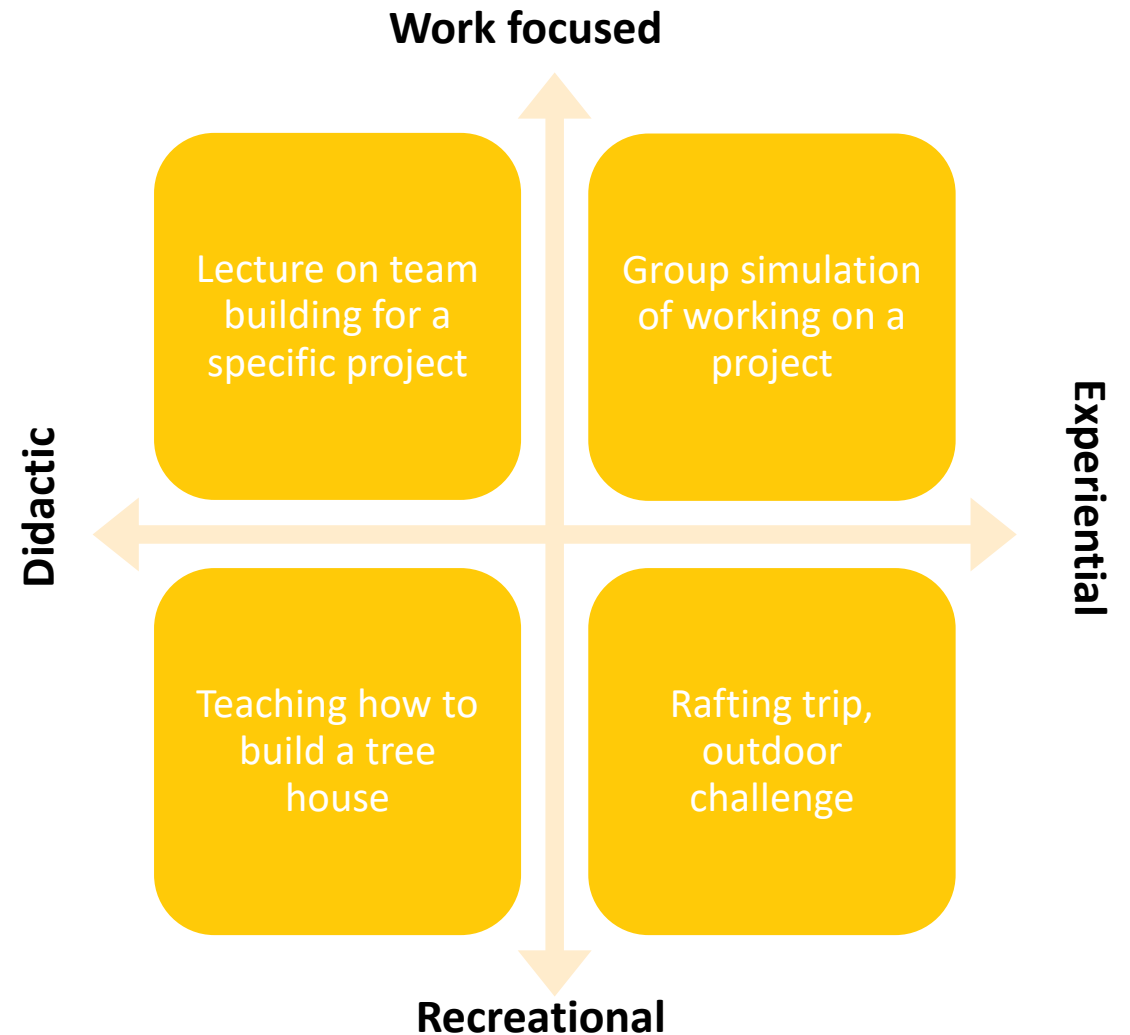 Work focused
Lecture on team
building for a
specific project
Group simulation
of working on a
project
Didactic
Experiential
Teaching how to
build a tree
house
Rafting trip,
outdoor
challenge
Recreational